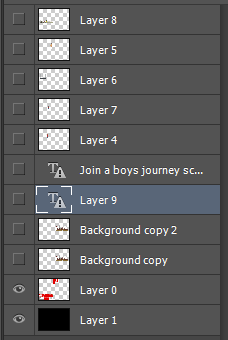 Layer 8
Layer 5
Layer 6
Layer 7
Layer 4
Join a boys journey sc...
Layer 9
Background copy 2
Background copy
Layer 0
Layer 1